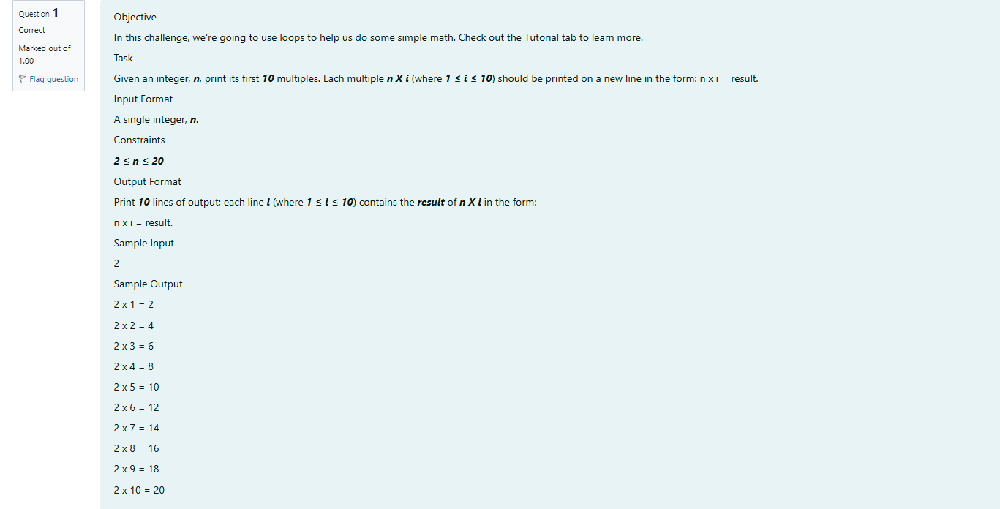 Question 1
Correct
Marked out of
1.00
Flag question
Objective
In this challenge, we're going to use loops to help us do some simple math. Check out the Tutorial tab to learn more.
Task
Given an integer, n, print its first 10 multiples. Each multiple n X i (where 1 ≤ i ≤ 10) should be printed on a new line in the form: n x i = result.
Input Format
A single integer, n.
Constraints
2 ≤ n ≤ 20
Output Format
Print 10 lines of output; each line i (where 1 ≤ i ≤ 10) contains the result of n X i in the form:
n x i = result.
Sample Input
2
Sample Output
2 x 1 = 2
2 x 2 = 4
2 x 3 = 6
2 x 4 = 8
2 x 5 = 10
2 x 6 = 12
2 x 7 = 14
2 x 8 = 16
2 x 9 = 18
2 x 10 = 20